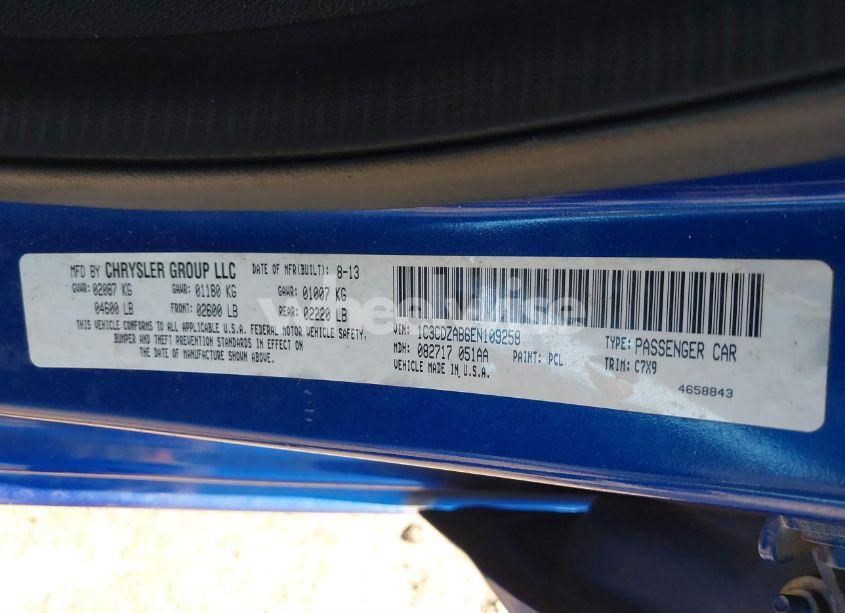 MFD BY CHRYSLER GROUP LLC DATE OF MFR(BUILT): 8-13
GVWR: 02087 KG GAWR: 01180 KG GAWR: 01007 KG
04600 LB FRONT: 02600 LB REAR: 02220 LB
THIS VEHICLE CONFORMS TO ALL APPLICABLE U.S.A. FEDERAL MOTOR VEHICLE SAFETY,
BUMPER AND THEFT PREVENTION STANDARDS IN EFFECT ON
THE DATE OF MANUFACTURE SHOWN ABOVE.
VIN: 1C3CDZAB6EN109258 TYPE: PASSENGER CAR
MDH: 082717 051AA PAINT: PCL TRIM: C7X9
VEHICLE MADE IN U.S.A.
4658843